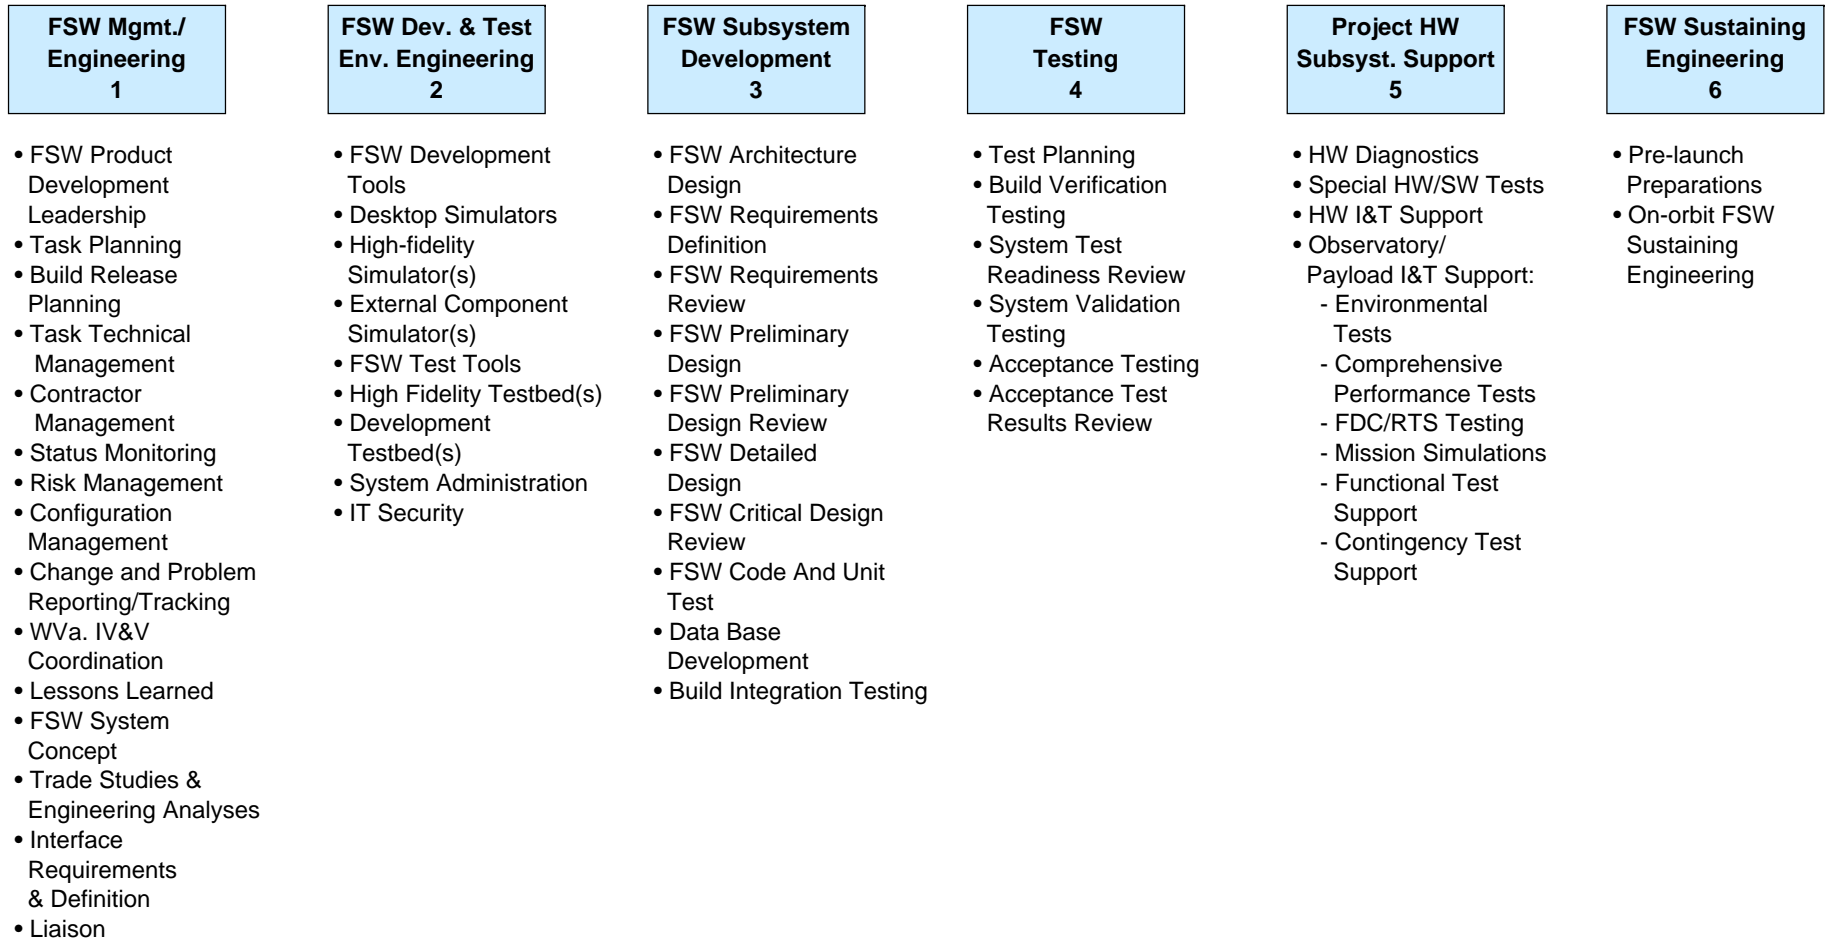 FSW Mgmt./
Engineering
1
• FSW Product
Development
Leadership
• Task Planning
• Build Release
Planning
• Task Technical
Management
• Contractor
Management
• Status Monitoring
• Risk Management
• Configuration
Management
• Change and Problem
Reporting/Tracking
• WVa. IV&V
Coordination
• Lessons Learned
• FSW System
Concept
• Trade Studies &
Engineering Analyses
• Interface
Requirements
& Definition
• Liaison
FSW Dev. & Test
Env. Engineering
2
• FSW Development
Tools
• Desktop Simulators
• High-fidelity
Simulator(s)
• External Component
Simulator(s)
• FSW Test Tools
• High Fidelity Testbed(s)
• Development
Testbed(s)
• System Administration
• IT Security
FSW Subsystem
Development
3
• FSW Architecture
Design
• FSW Requirements
Definition
• FSW Requirements
Review
• FSW Preliminary
Design
• FSW Preliminary
Design Review
• FSW Detailed
Design
• FSW Critical Design
Review
• FSW Code And Unit
Test
• Data Base
Development
• Build Integration Testing
FSW
Testing
4
• Test Planning
• Build Verification
Testing
• System Test
Readiness Review
• System Validation
Testing
• Acceptance Testing
• Acceptance Test
Results Review
Project HW
Subsyst. Support
5
• HW Diagnostics
• Special HW/SW Tests
• HW I&T Support
• Observatory/
Payload I&T Support:
- Environmental
Tests
- Comprehensive
Performance Tests
- FDC/RTS Testing
- Mission Simulations
- Functional Test
Support
- Contingency Test
Support
FSW Sustaining
Engineering
6
• Pre-launch
Preparations
• On-orbit FSW
Sustaining
Engineering